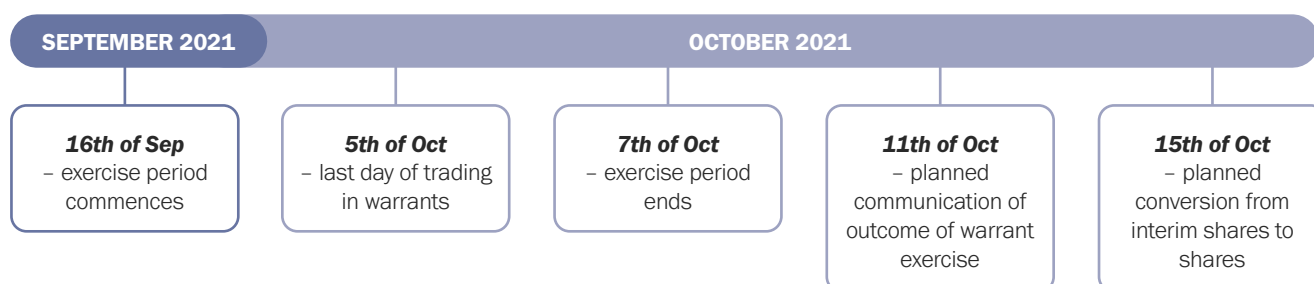 SEPTEMBER 2021
OCTOBER 2021
16th of Sep
– exercise period
commences
5th of Oct
– last day of trading
in warrants
7th of Oct
– exercise period
ends
11th of Oct
– planned
communication of
outcome of warrant
exercise
15th of Oct
– planned
conversion from
interim shares to
shares